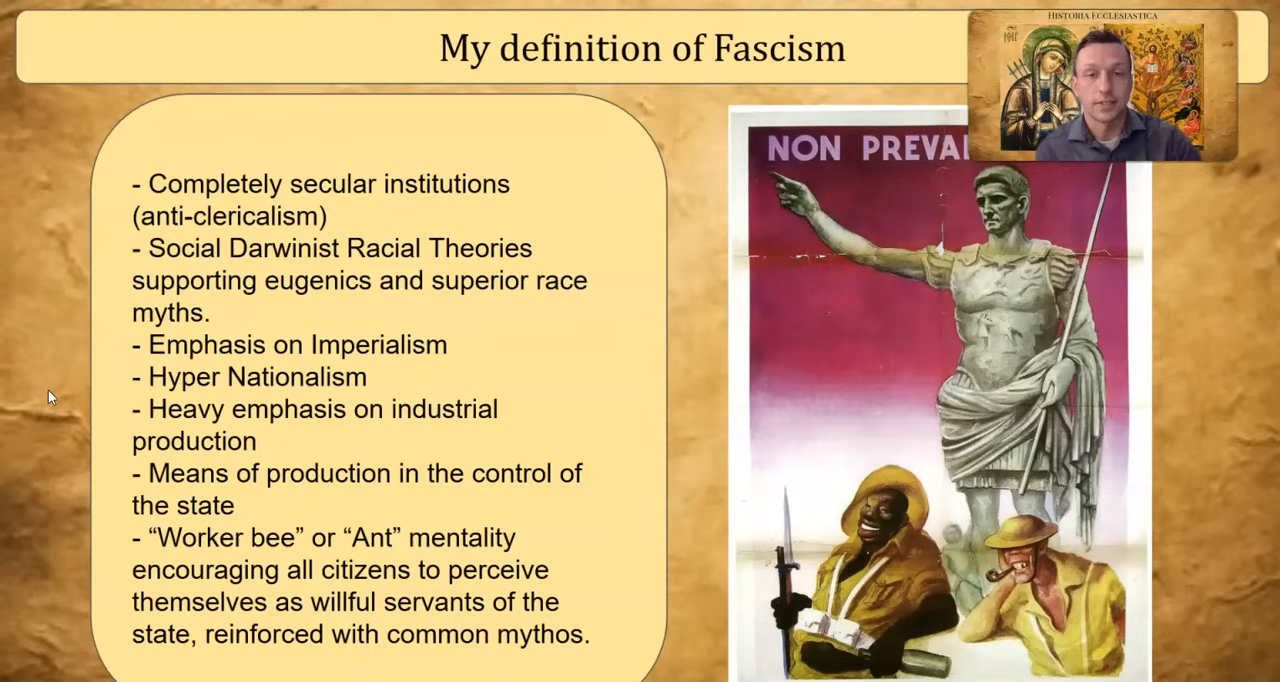 HISTORIA ECCLESIASTICA
My definition of Fascism
NON PREVA
- Completely secular institutions
(anti-clericalism)
- Social Darwinist Racial Theories
supporting eugenics and superior race
myths.
- Emphasis on Imperialism
- Hyper Nationalism
- Heavy emphasis on industrial
production
- Means of production in the control of
the state
- “Worker bee” or “Ant” mentality
encouraging all citizens to perceive
themselves as willful servants of the
state, reinforced with common mythos.